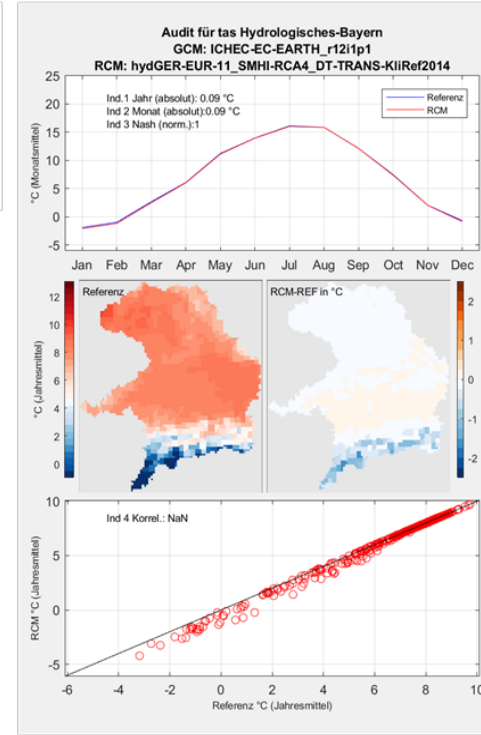 Audit für tas Hydrologisches-Bayern
GCM: ICHEC-EC-EARTH_r12i1p1
RCM: hydGER-EUR-11_SMHI-RCA4_DT-TRANS-KliRef2014
25
20
15
10
5
0
-5
°C (Monatsmittel)
Ind.1 Jahr (absolut): 0.09 °C
Ind 2 Monat (absolut):0.09 °C
Ind 3 Nash (norm.):1
Referenz
RCM
Jan Feb Mar Apr May Jun Jul Aug Sep Oct Nov Dec
12
10
8
6
4
2
0
°C (Jahresmittel)
Referenz
RCM-REF in °C
2
1
0
-1
-2
10
5
0
-5
RCM °C (Jahresmittel)
Ind 4 Korrel.: NaN
-6 -4 -2 0 2 4 6 8 10
Referenz °C (Jahresmittel)